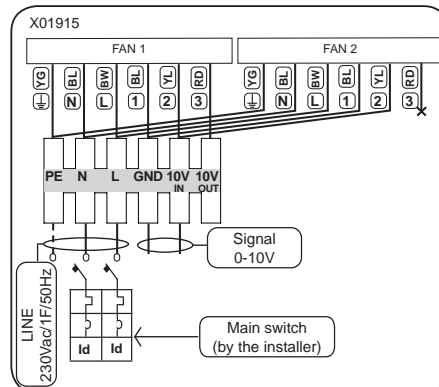 X01915
FAN 1 FAN 2
YG BL BW BL YL RD YG BL BW BL YL RD
N L 1 2 3 N L 1 2 3
PE N L GND 10V 10V
IN OUT
LINE
230Vac/1F/50Hz
Signal
0-10V
Id Id
Main switch
(by the installer)